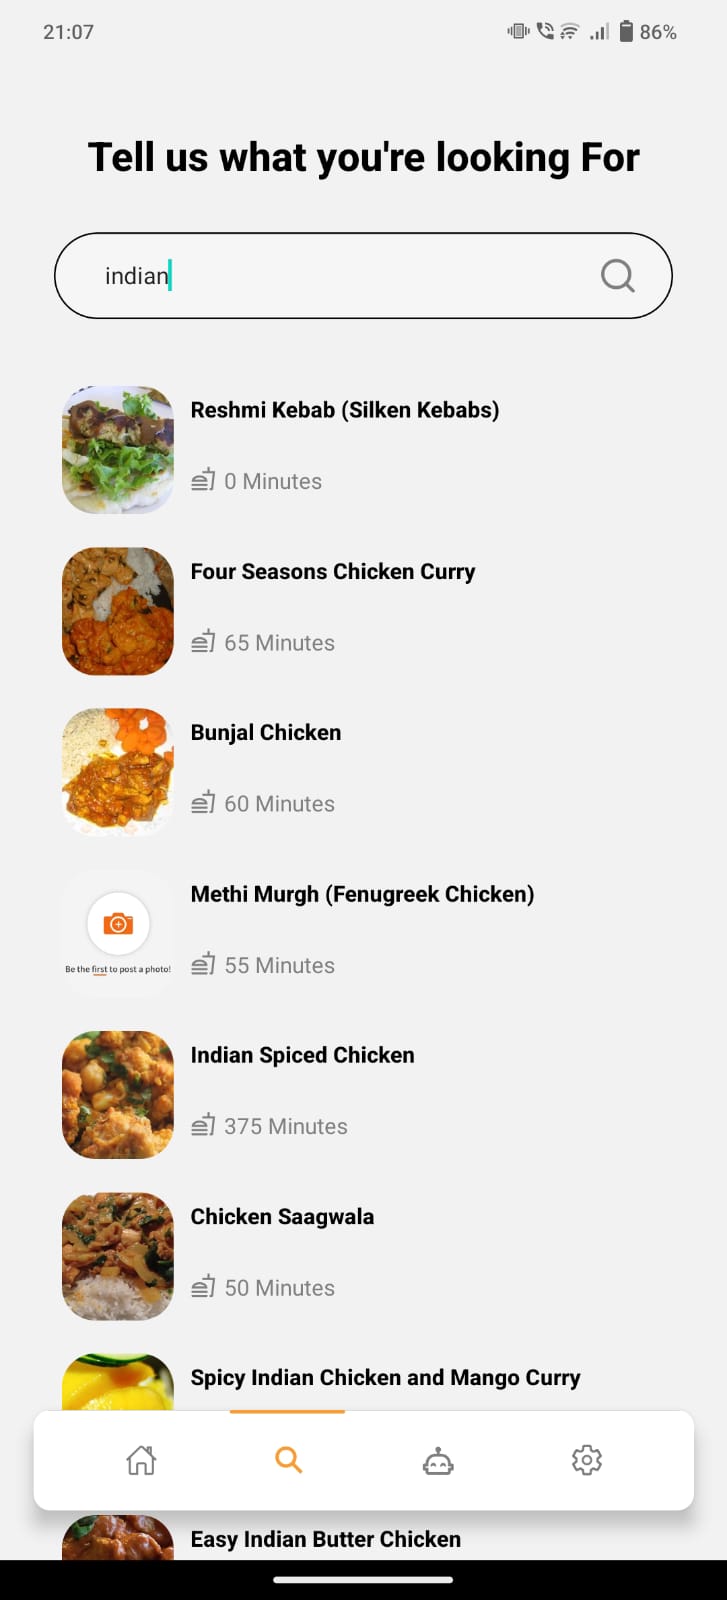 21:07
86%
Tell us what you're looking For
indian
Reshmi Kebab (Silken Kebabs)
0 Minutes
Four Seasons Chicken Curry
65 Minutes
Bunjal Chicken
60 Minutes
Methi Murgh (Fenugreek Chicken)
Be the first to post a photo!
55 Minutes
Indian Spiced Chicken
375 Minutes
Chicken Saagwala
50 Minutes
Spicy Indian Chicken and Mango Curry
Easy Indian Butter Chicken